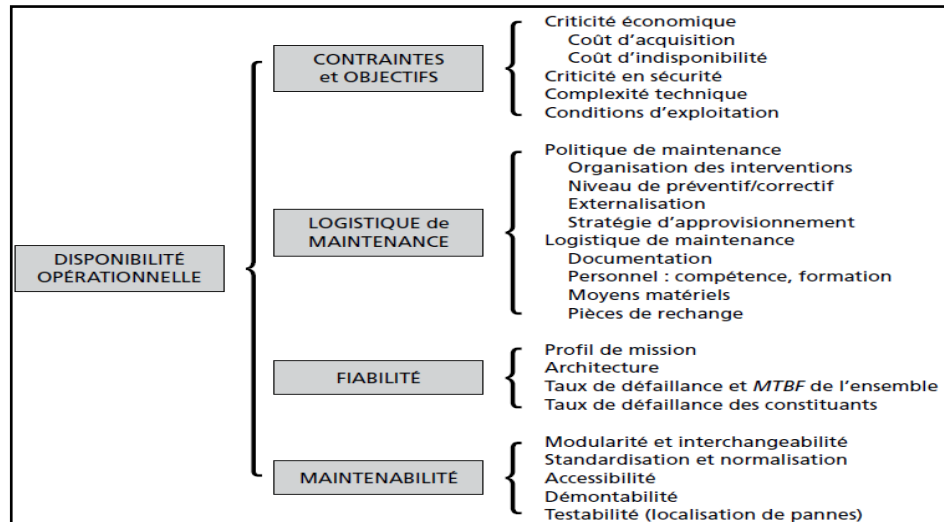 DISPONIBILITÉ
OPÉRATIONNELLE
CONTRAINTES
et OBJECTIFS
Criticité économique
Coût d'acquisition
Coût d'indisponibilité
Criticité en sécurité
Complexité technique
Conditions d'exploitation
LOGISTIQUE de
MAINTENANCE
Politique de maintenance
Organisation des interventions
Niveau de préventif/correctif
Externalisation
Stratégie d'approvisionnement
Logistique de maintenance
Documentation
Personnel : compétence, formation
Moyens matériels
Pièces de rechange
FIABILITÉ
Profil de mission
Architecture
Taux de défaillance et MTBF de l'ensemble
Taux de défaillance des constituants
MAINTENABILITÉ
Modularité et interchangeabilité
Standardisation et normalisation
Accessibilité
Démontabilité
Testabilité (localisation de pannes)